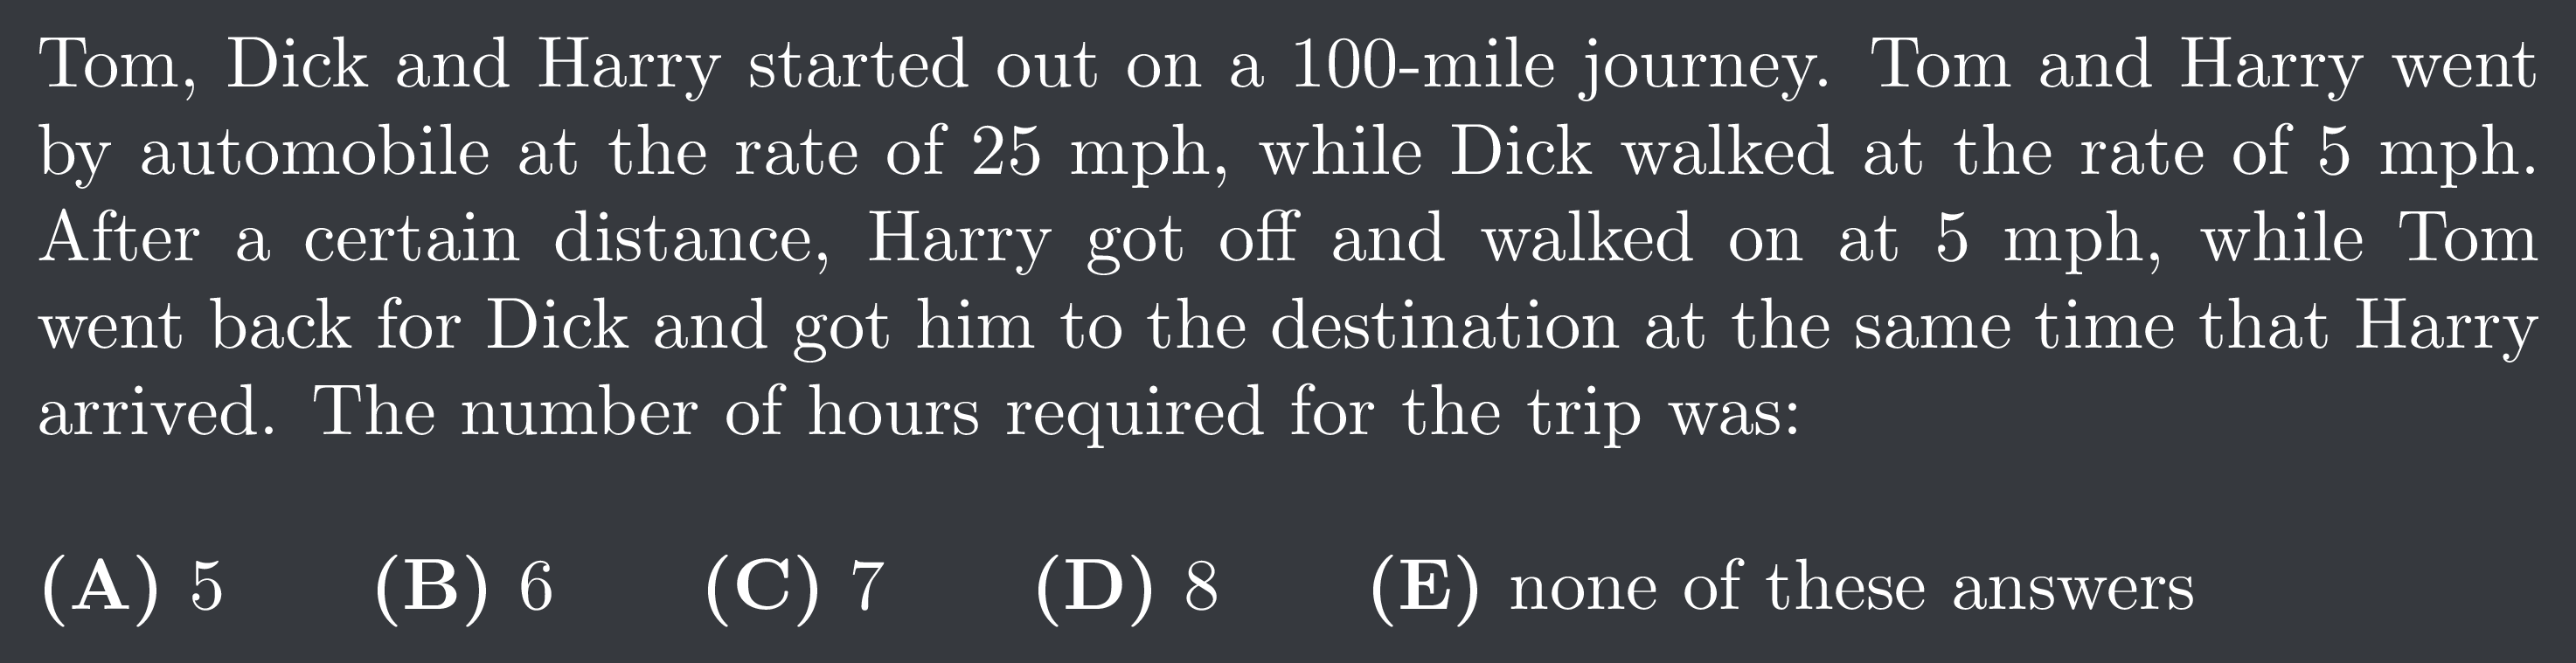 Tom, Dick and Harry started out on a 100-mile journey. Tom and Harry went
by automobile at the rate of 25 mph, while Dick walked at the rate of 5 mph.
After a certain distance, Harry got off and walked on at 5 mph, while Tom
went back for Dick and got him to the destination at the same time that Harry
arrived. The number of hours required for the trip was:
(A) 5 (B) 6 (C) 7 (D) 8 (E) none of these answers